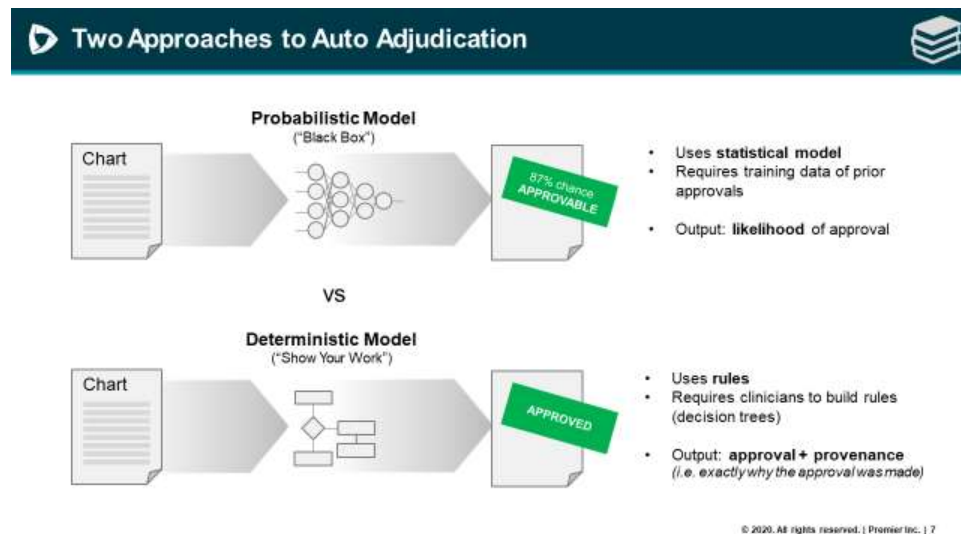 Two Approaches to Auto Adjudication
Probabilistic Model
("Black Box")
Chart
87% chance
APPROVABLE
• Uses statistical model
• Requires training data of prior
approvals
• Output: likelihood of approval
VS
Deterministic Model
("Show Your Work")
Chart
APPROVED
• Uses rules
• Requires clinicians to build rules
(decision trees)
• Output: approval + provenance
(i.e. exactly why the approval was made)
© 2020. All rights reserved. | Premier Inc. | 7